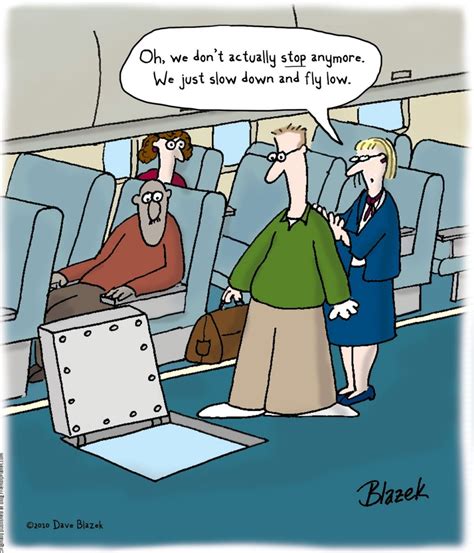 Oh, we don't actually stop anymore.
We just slow down and fly low.
Blazek
©2010 Dave Blazek